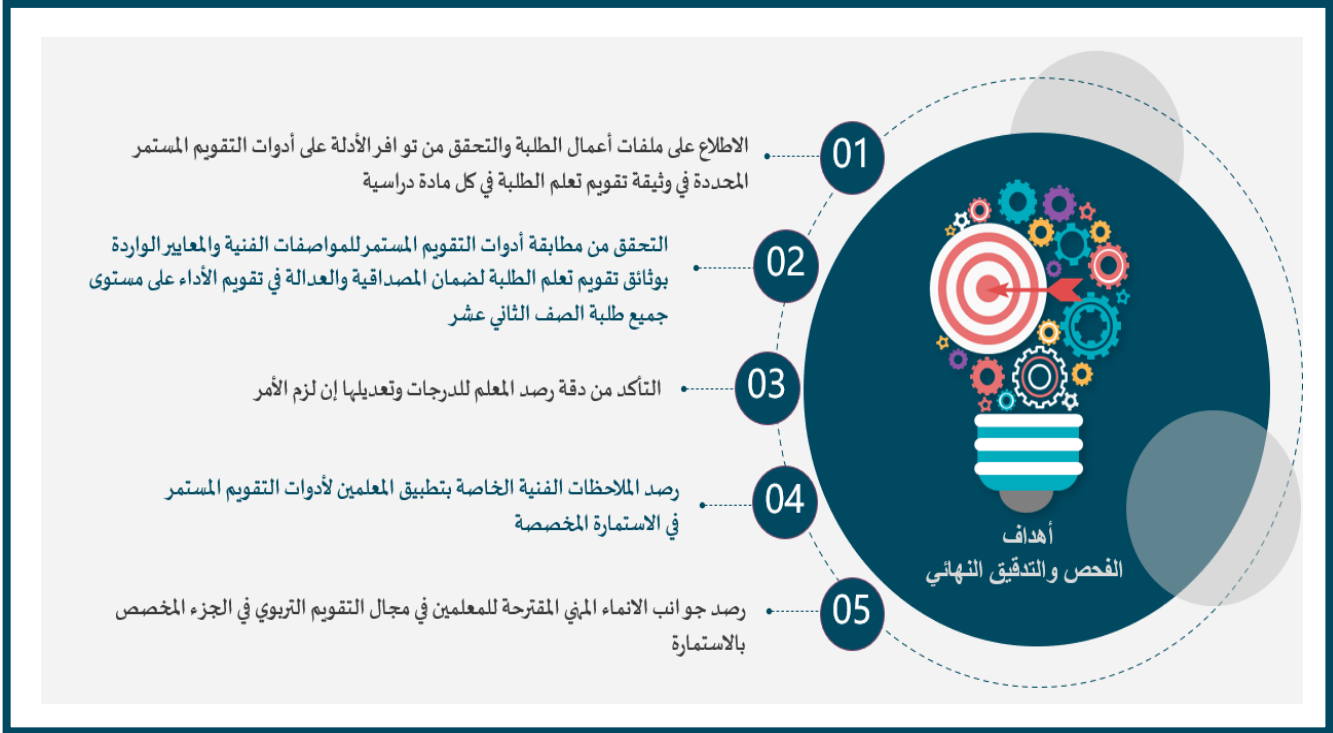 01
الاطلاع على ملفات أعمال الطلبة والتحقق من توافر الأدلة على أدوات التقويم المستمر
المحددة في وثيقة تقويم تعلم الطلبة في كل مادة دراسية
02
التحقق من مطابقة أدوات التقويم المستمر للمواصفات الفنية والمعايير الواردة
بوثائق تقويم تعلم الطلبة لضمان المصداقية والعدالة في تقويم الأداء على مستوى
جميع طلبة الصف الثاني عشر
03
التأكد من دقة رصد المعلم للدرجات وتعديلها إن لزم الأمر
04
رصد الملاحظات الفنية الخاصة بتطبيق المعلمين لأدوات التقويم المستمر
في الاستمارة المخصصة
05
رصد جوانب الانماء المهني المقترحة للمعلمين في مجال التقويم التربوي في الجزء المخصص
بالاستمارة
أهداف
الفحص والتدقيق النهائي